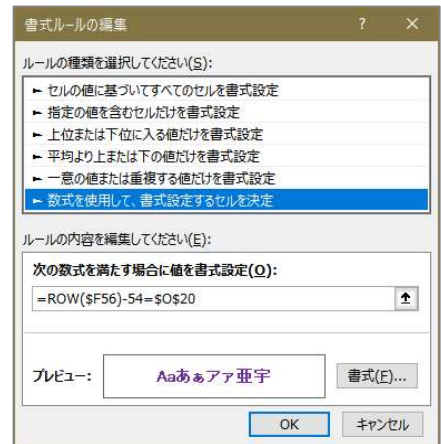 書式ルールの編集 ? ×
ルールの種類を選択してください(S):
► セルの値に基づいてすべてのセルを書式設定
► 指定の値を含むセルだけを書式設定
► 上位または下位に入る値だけを書式設定
► 平均より上または下の値だけを書式設定
► 一意の値または重複する値だけを書式設定
► 数式を使用して、書式設定するセルを決定
ルールの内容を編集してください(E):
次の数式を満たす場合に値を書式設定(O):
=ROW($F56)-54=$O$20
プレビュー: Aaあぁアァ亜宇 書式(F)...
OK キャンセル